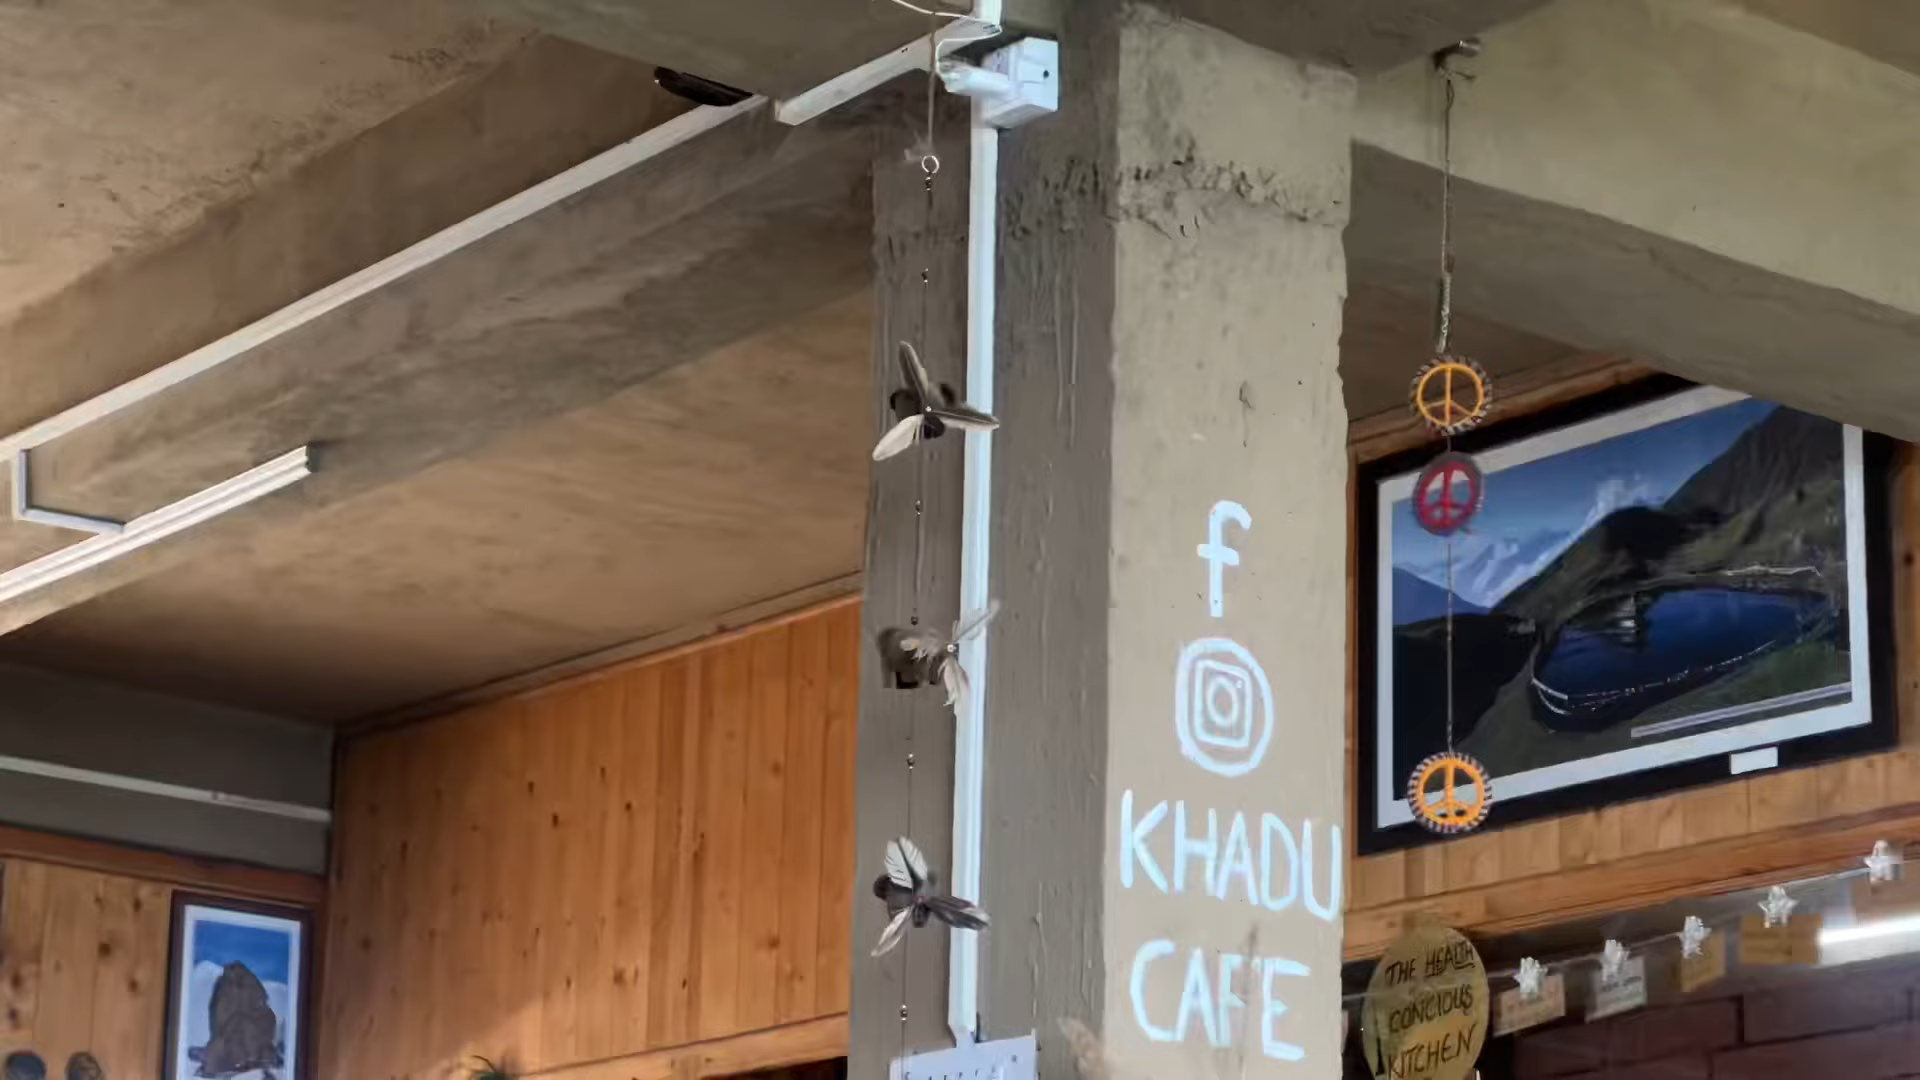 f
KHADU
CAFE
THE HEALTH
CONCIOUS
KITCHEN